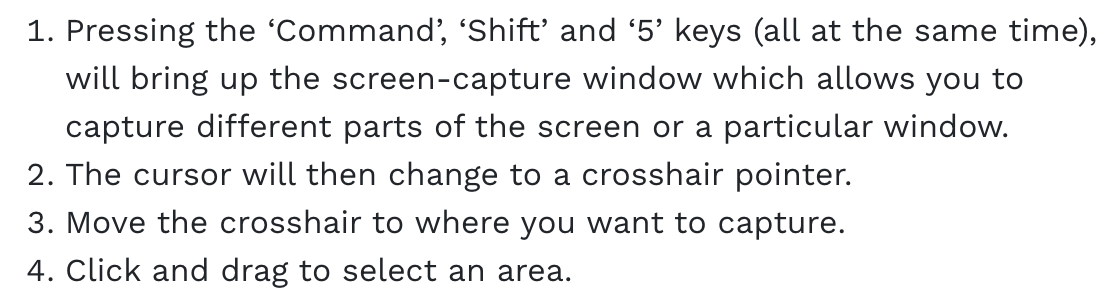 1. Pressing the ‘Command’, ‘Shift’ and ‘5’ keys (all at the same time),
will bring up the screen-capture window which allows you to
capture different parts of the screen or a particular window.
2. The cursor will then change to a crosshair pointer.
3. Move the crosshair to where you want to capture.
4. Click and drag to select an area.